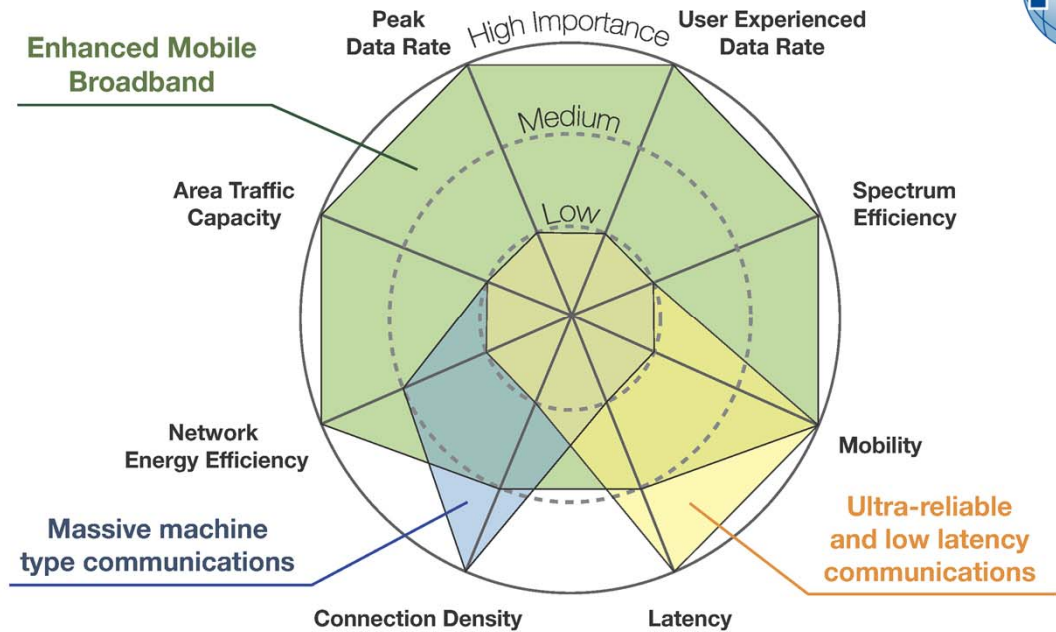 Peak
Data Rate
High Importance
User Experienced
Data Rate
Enhanced Mobile
Broadband
Medium
Area Traffic
Capacity
Low
Spectrum
Efficiency
Network
Energy Efficiency
Mobility
Massive machine
type communications
Ultra-reliable
and low latency
communications
Connection Density
Latency